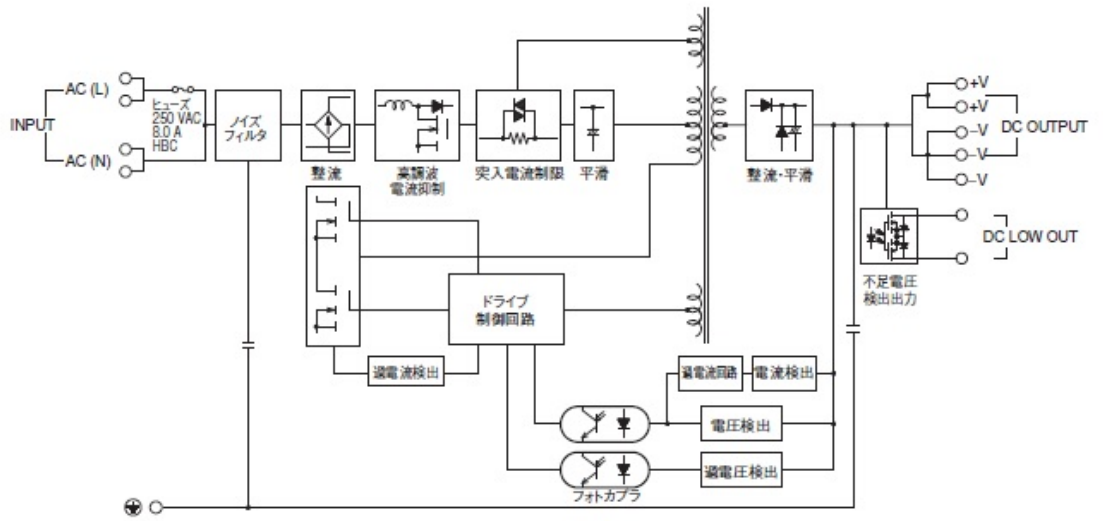 INPUT
AC (L)
AC (N)
ヒューズ
250 VAC
8.0 A
HBC
ノイズ
フィルタ
整流
高調波
電流抑制
突入電流制限
平滑
整流・平滑
+V
+V
–V
–V
–V
DC OUTPUT
DC LOW OUT
不足電圧
検出出力
ドライブ
制御回路
過電流検出
過電流回路
電流検出
電圧検出
過電圧検出
フォトカプラ